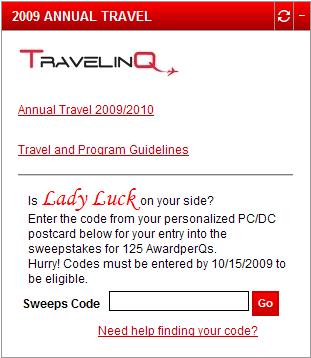 2009 ANNUAL TRAVEL
TRAVELINQ
Annual Travel 2009/2010
Travel and Program Guidelines
Is Lady Luck on your side?
Enter the code from your personalized PC/DC
postcard below for your entry into the
sweepstakes for 125 AwardperQs.
Hurry! Codes must be entered by 10/15/2009 to
be eligible.
Sweeps Code Go
Need help finding your code?